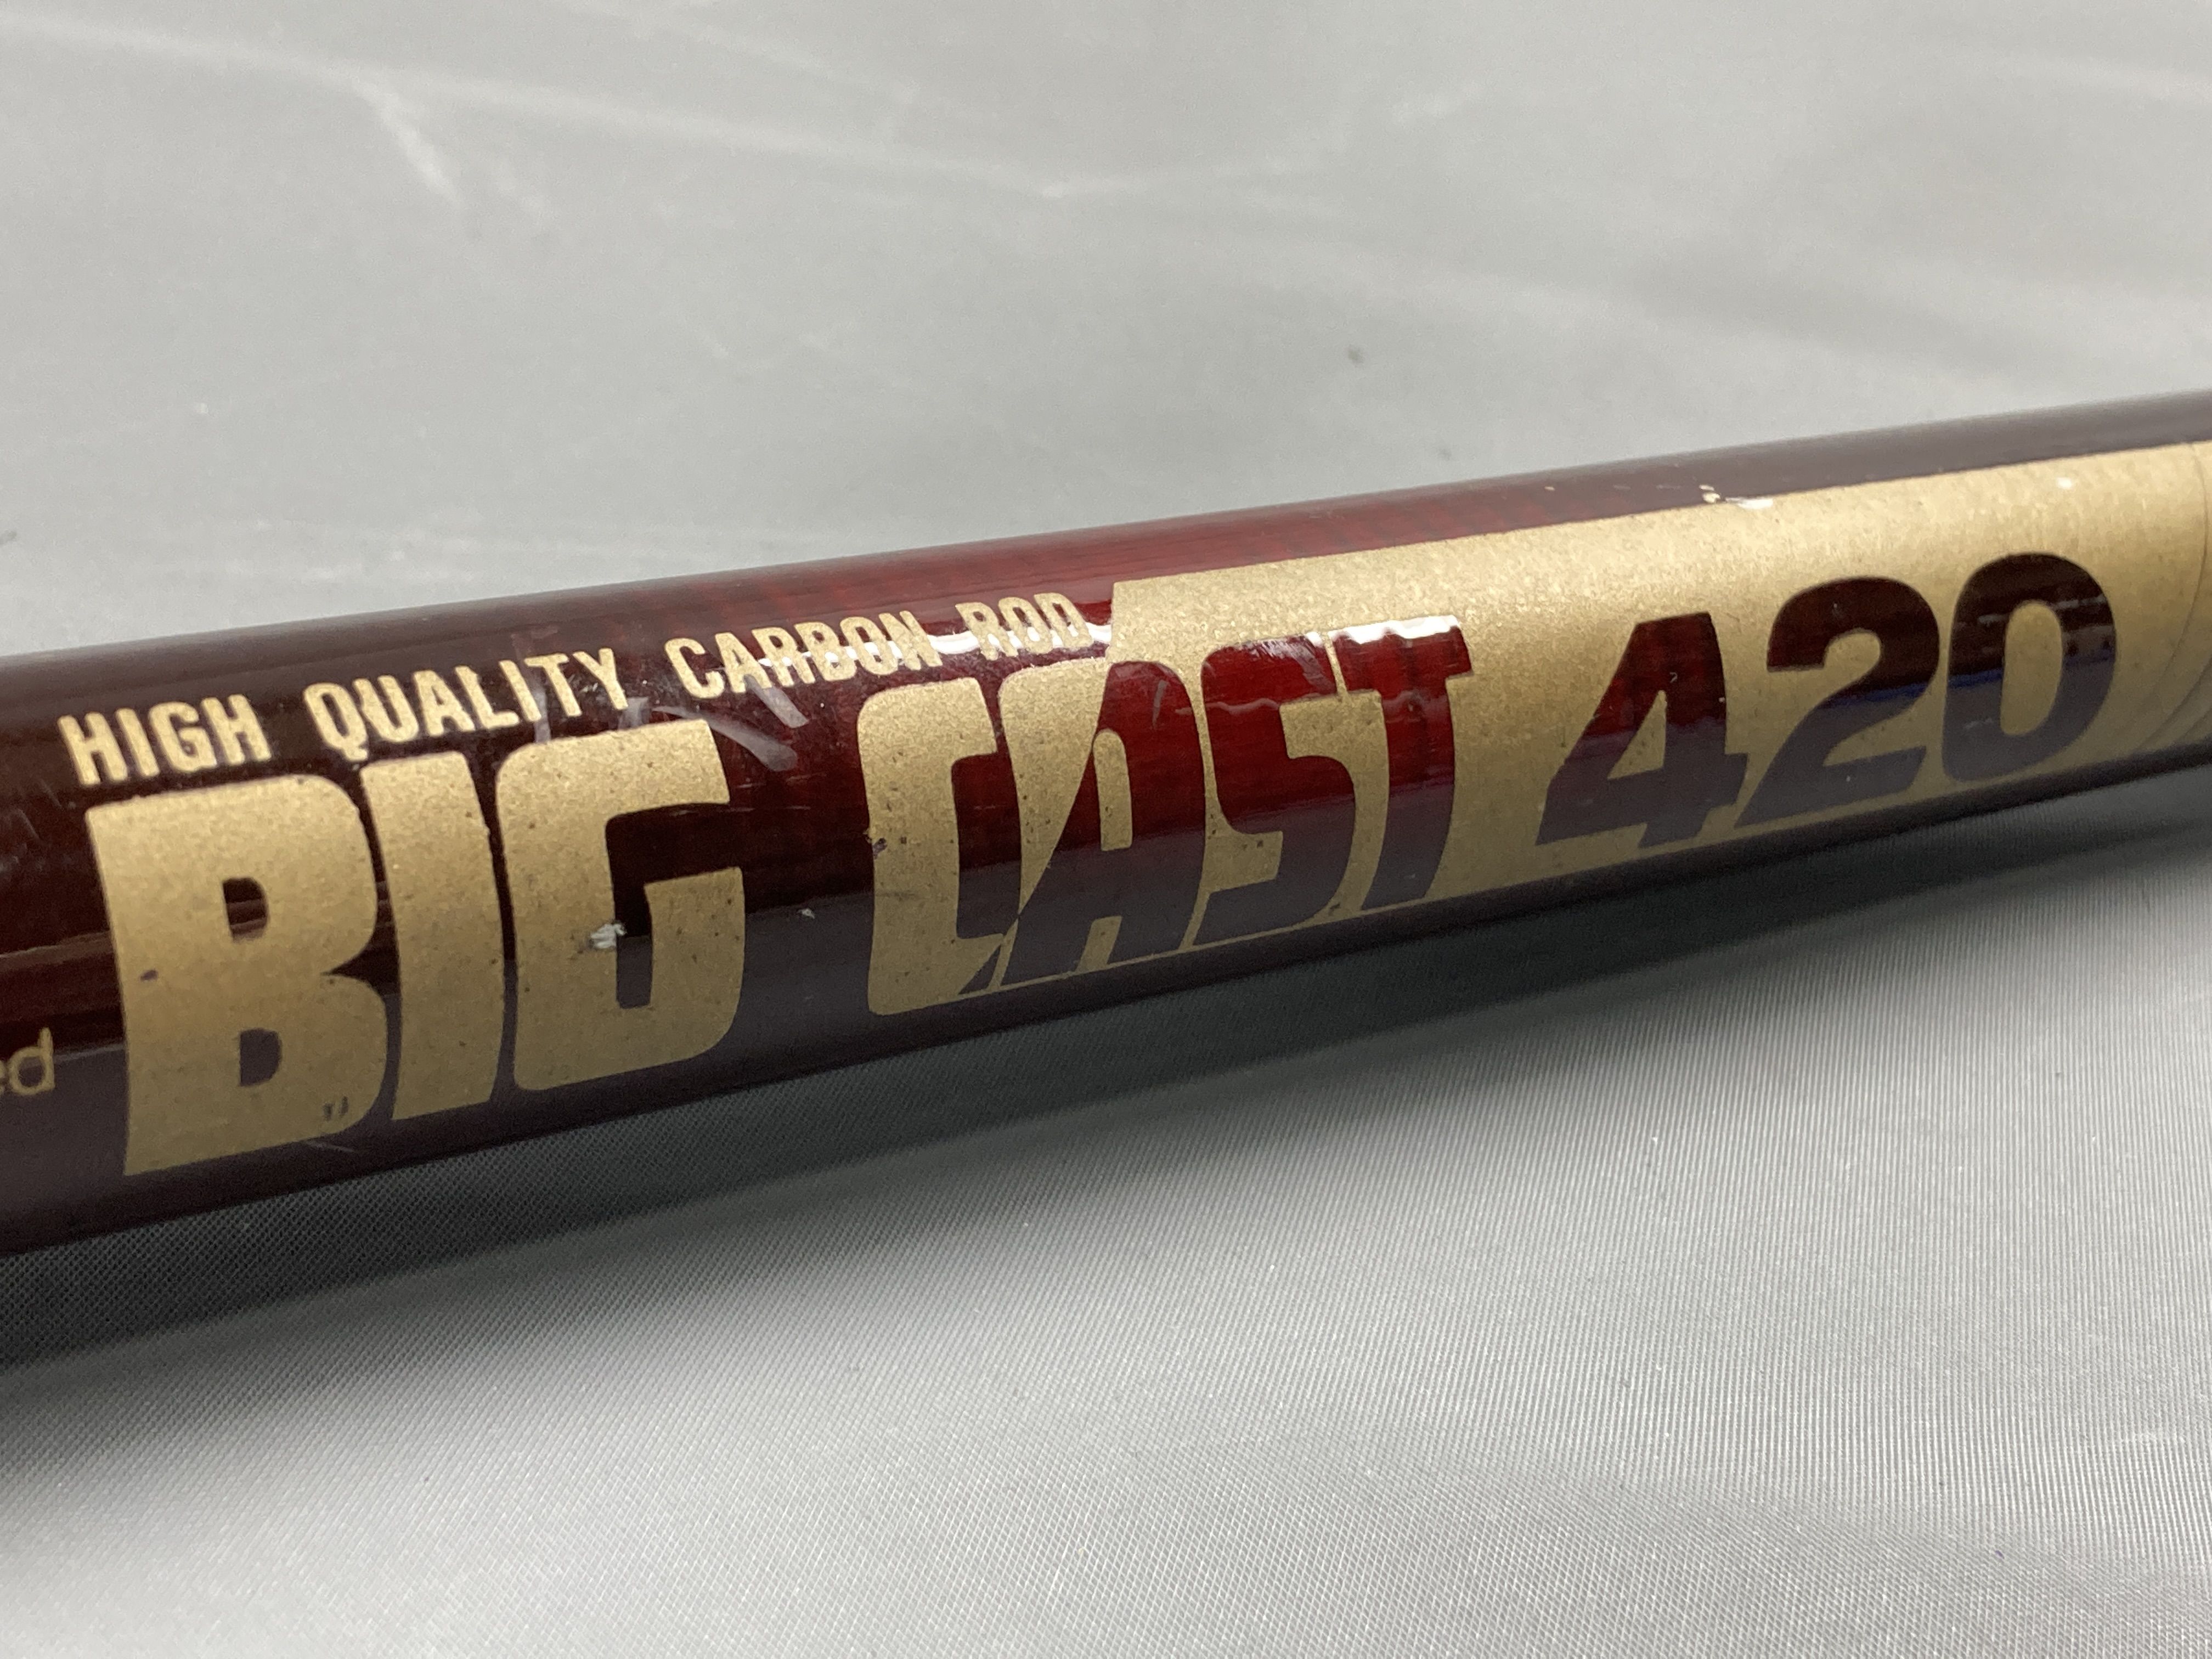 HIGH QUALITY CARBON ROD
BIG CAST 420